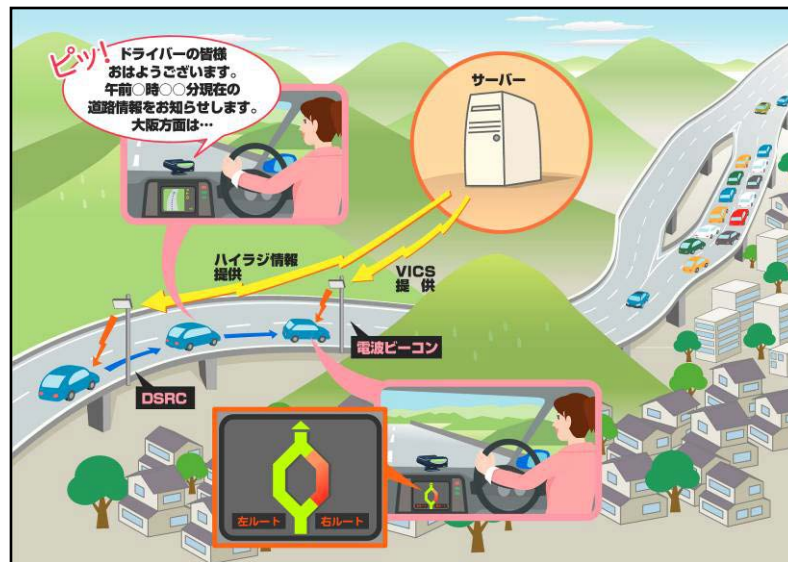 ピッ!
ドライバーの皆様
おはようございます。
午前○時○○分現在の
道路情報をお知らせします。
大阪方面は…
サーバー
ハイラジ情報
提供
VICS
提 供
電波ビーコン
DSRC
左ルート
右ルート